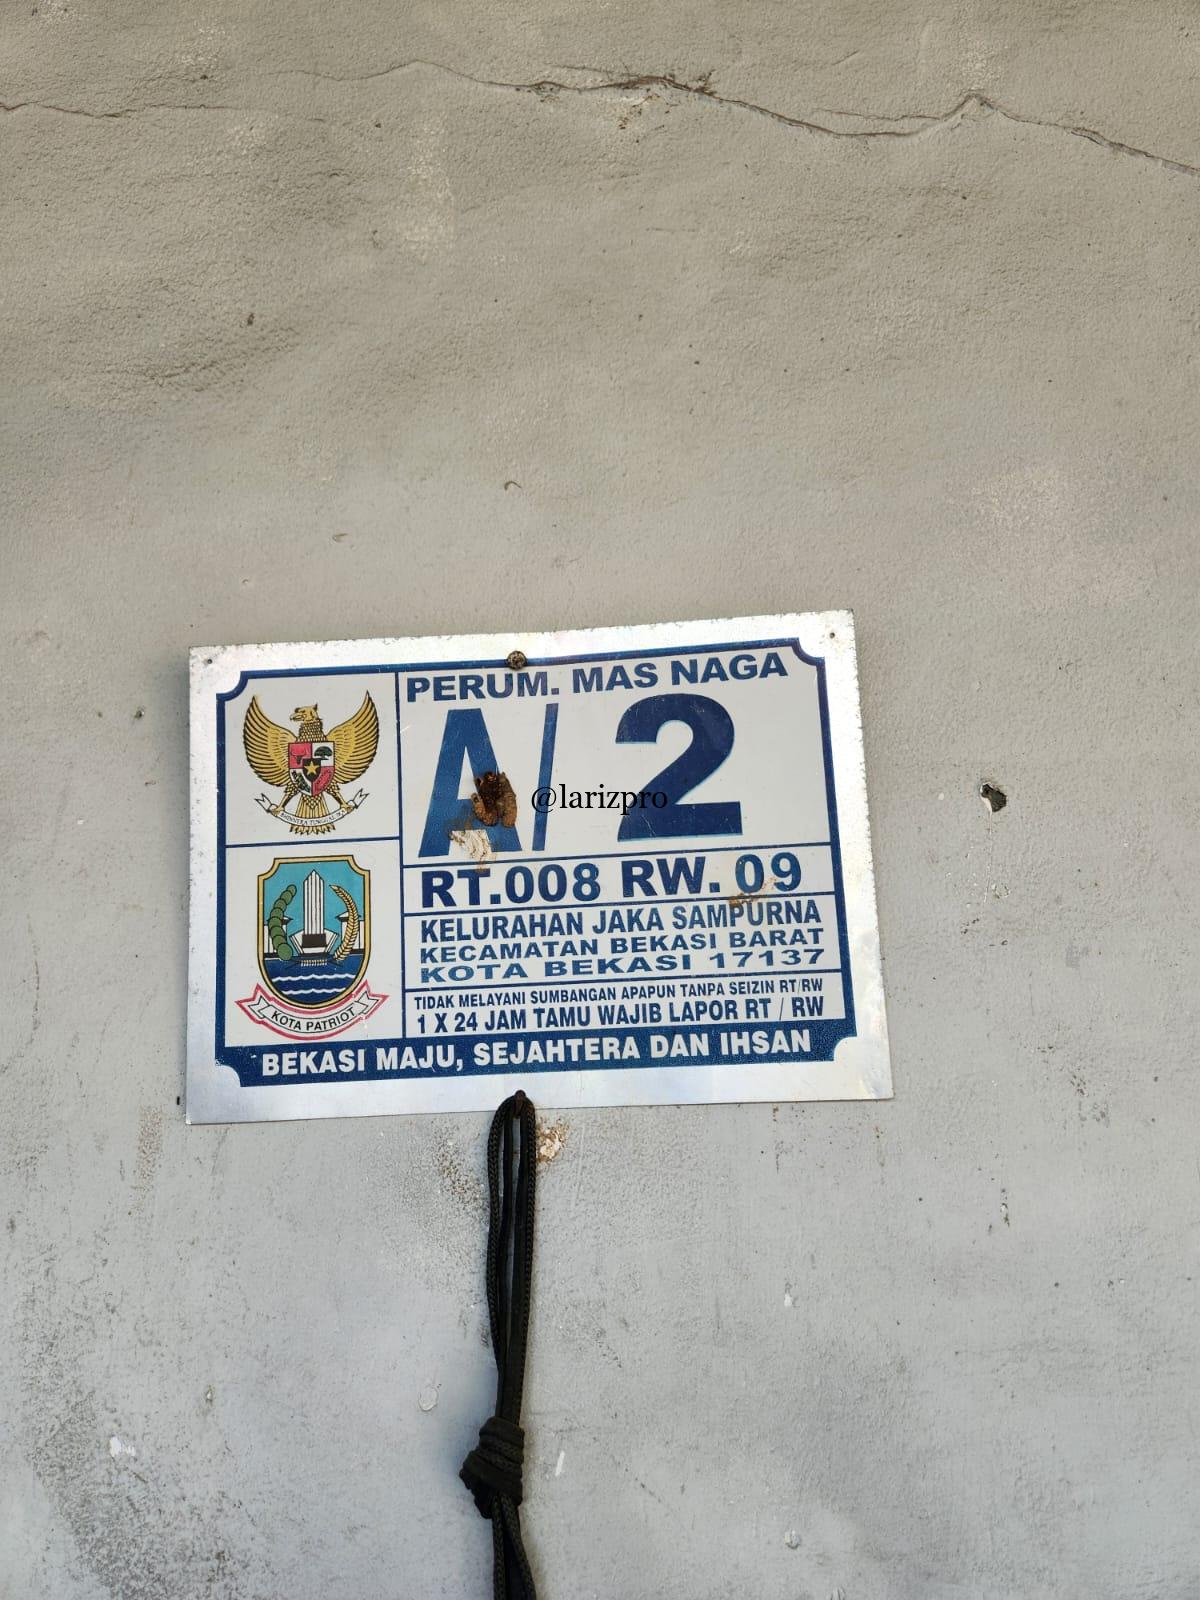 PERUM. MAS NAGA
A/ 2
@larizpro
RT.008 RW. 09
KELURAHAN JAKA SAMPURNA
KECAMATAN BEKASI BARAT
KOTA BEKASI 17137
TIDAK MELAYANI SUMBANGAN APAPUN TANPA SEIZIN RT/RW
1 X 24 JAM TAMU WAJIB LAPOR RT / RW
KOTA PATRIOT
BEKASI MAJU, SEJAHTERA DAN IHSAN